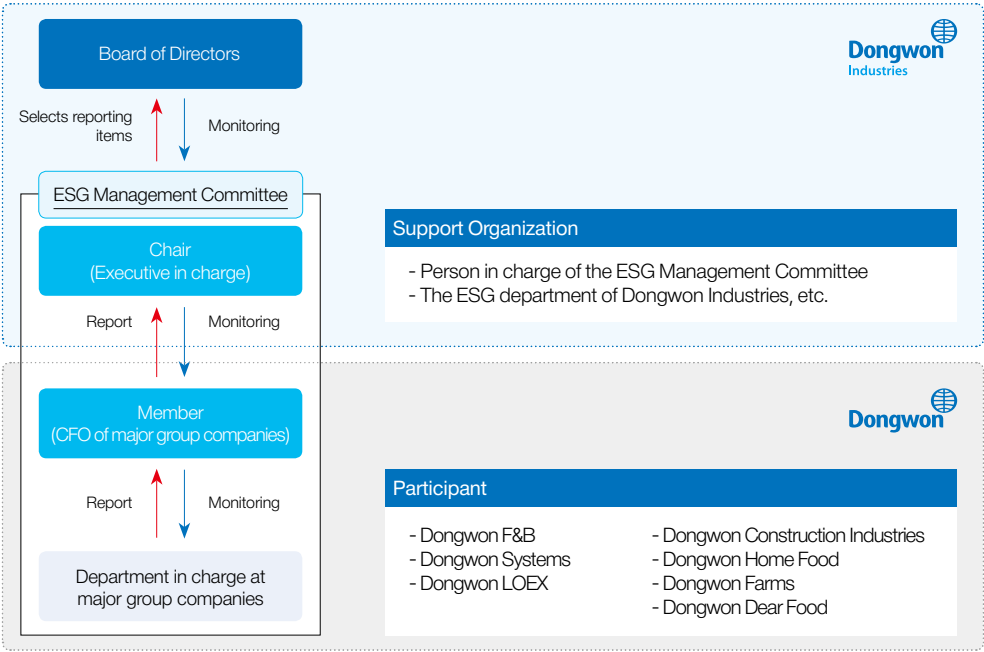 Board of Directors
Dongwon
Industries
Selects reporting
items
Monitoring
ESG Management Committee
Chair
(Executive in charge)
Support Organization
- Person in charge of the ESG Management Committee
- The ESG department of Dongwon Industries, etc.
Report
Monitoring
Member
(CFO of major group companies)
Dongwon
Report
Monitoring
Department in charge at
major group companies
Participant
- Dongwon F&B
- Dongwon Systems
- Dongwon LOEX
- Dongwon Construction Industries
- Dongwon Home Food
- Dongwon Farms
- Dongwon Dear Food